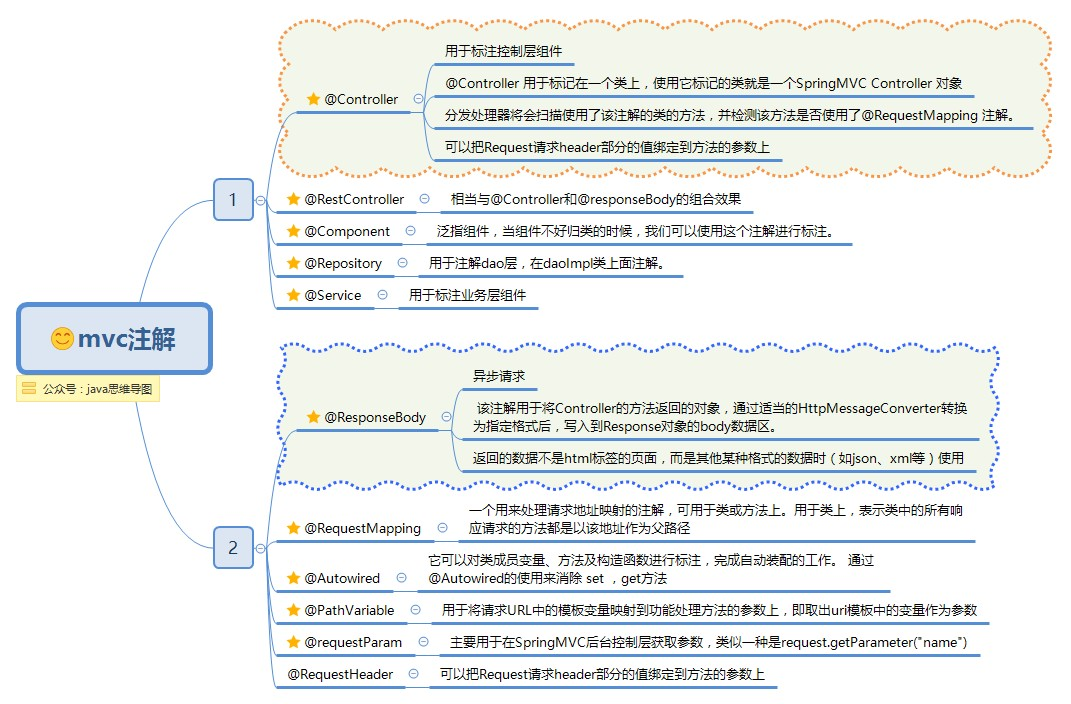 mvc注解
公众号：java思维导图
1
@Controller
用于标注控制层组件
@Controller 用于标记在一个类上，使用它标记的类就是一个SpringMVC Controller 对象
分发处理器将会扫描使用了该注解的类的方法，并检测该方法是否使用了@RequestMapping 注解。
可以把Request请求header部分的值绑定到方法的参数上
@RestController
相当与@Controller和@responseBody的组合效果
@Component
泛指组件，当组件不好归类的时候，我们可以使用这个注解进行标注。
@Repository
用于注解dao层，在daoImpl类上面注解。
@Service
用于标注业务层组件
2
@ResponseBody
异步请求
该注解用于将Controller的方法返回的对象，通过适当的HttpMessageConverter转换
为指定格式后，写入到Response对象的body数据区。
返回的数据不是html标签的页面，而是其他某种格式的数据时（如json、xml等）使用
@RequestMapping
一个用来处理请求地址映射的注解，可用于类或方法上。用于类上，表示类中的所有响
应请求的方法都是以该地址作为父路径
@Autowired
它可以对类成员变量、方法及构造函数进行标注，完成自动装配的工作。 通过
@Autowired的使用来消除 set ，get方法
@PathVariable
用于将请求URL中的模板变量映射到功能处理方法的参数上，即取出uri模板中的变量作为参数
@requestParam
主要用于在SpringMVC后台控制层获取参数，类似一种是request.getParameter("name")
@RequestHeader
可以把Request请求header部分的值绑定到方法的参数上